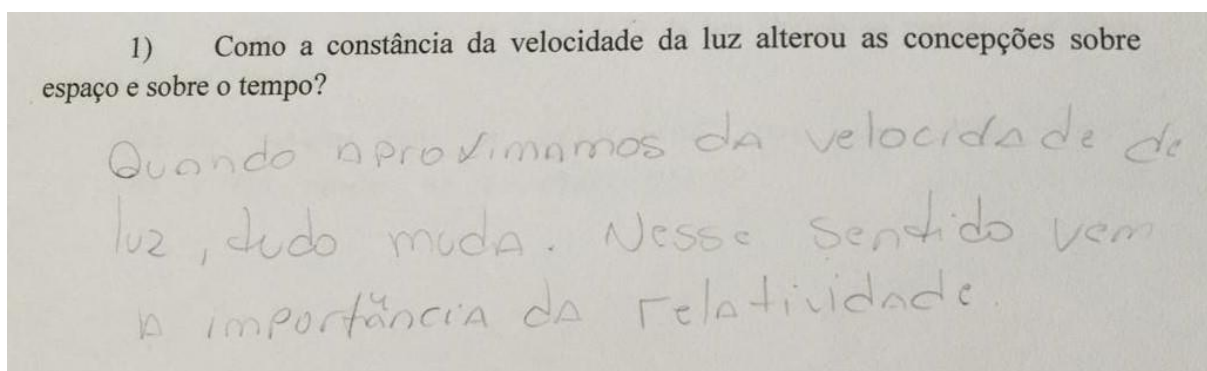 1) Como a constância da velocidade da luz alterou as concepções sobre
espaço e sobre o tempo?
Quando aproximamos da velocidade de
luz, tudo muda. Nesse sentido vem
a importância da relatividade.